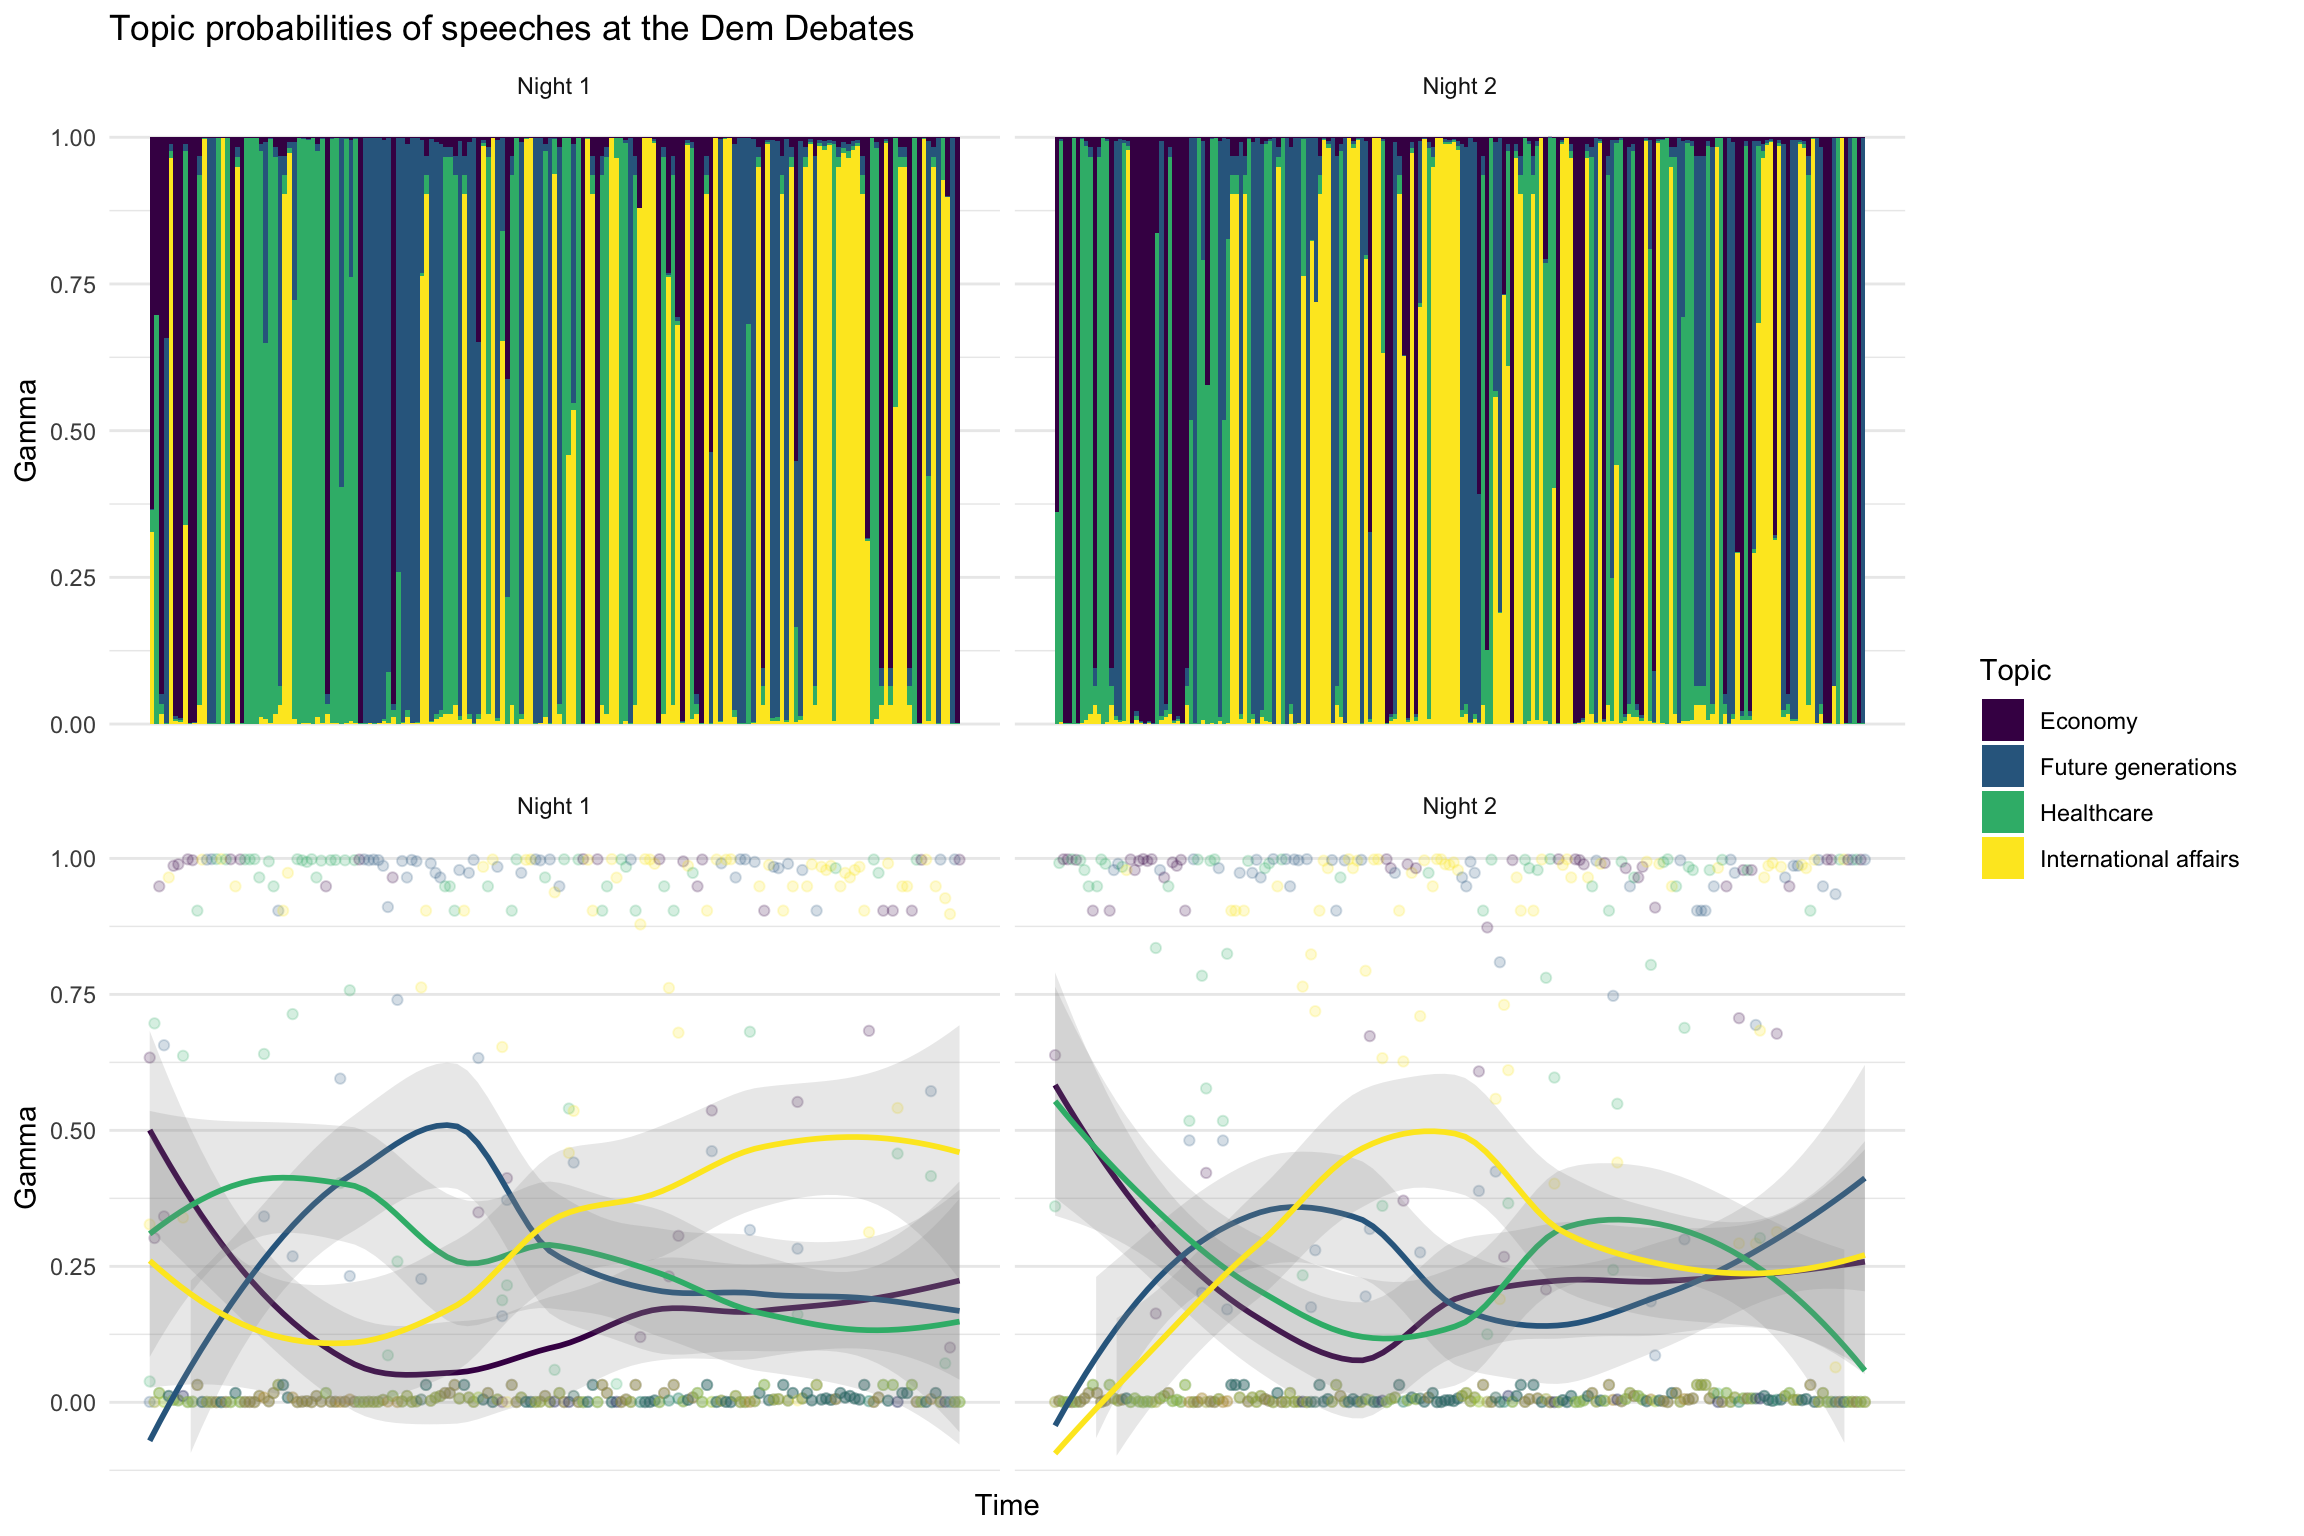 Topic probabilities of speeches at the Dem Debates
Night 1
Night 2
1.00
0.75
0.50
0.25
0.00
Gamma
Night 1
Night 2
1.00
0.75
0.50
0.25
0.00
Gamma
Time
Topic
Economy
Future generations
Healthcare
International affairs